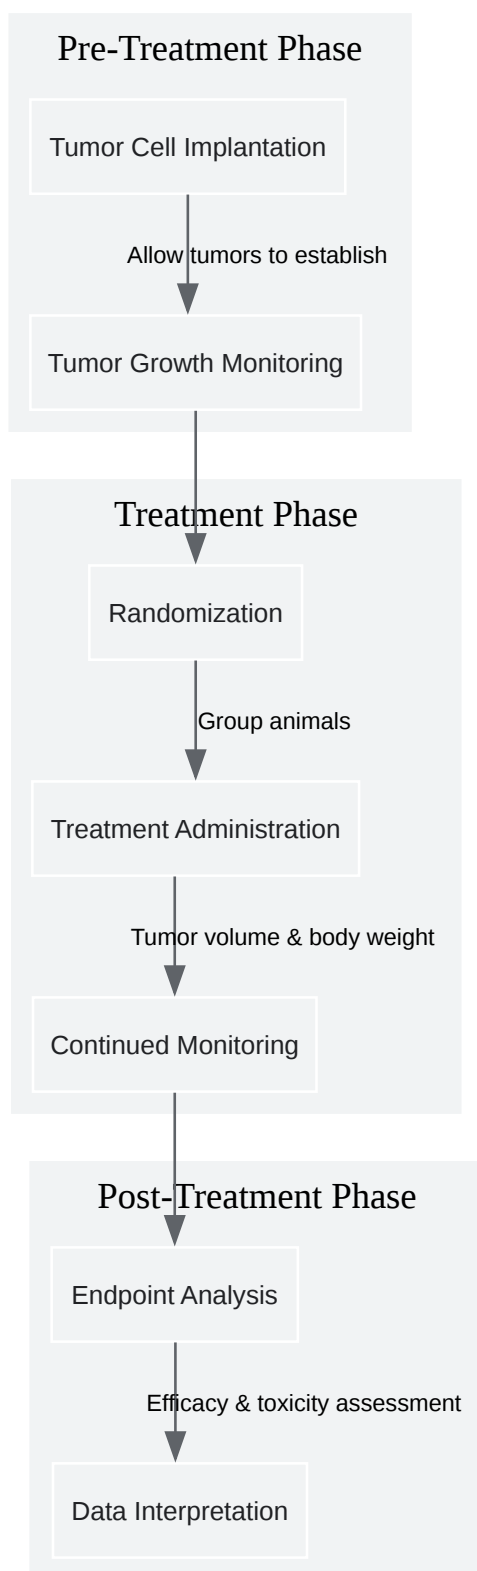 Pre-Treatment Phase
Tumor Cell Implantation
Allow tumors to establish
Tumor Growth Monitoring
Treatment Phase
Randomization
Group animals
Treatment Administration
Tumor volume & body weight
Continued Monitoring
Post-Treatment Phase
Endpoint Analysis
Efficacy & toxicity assessment
Data Interpretation